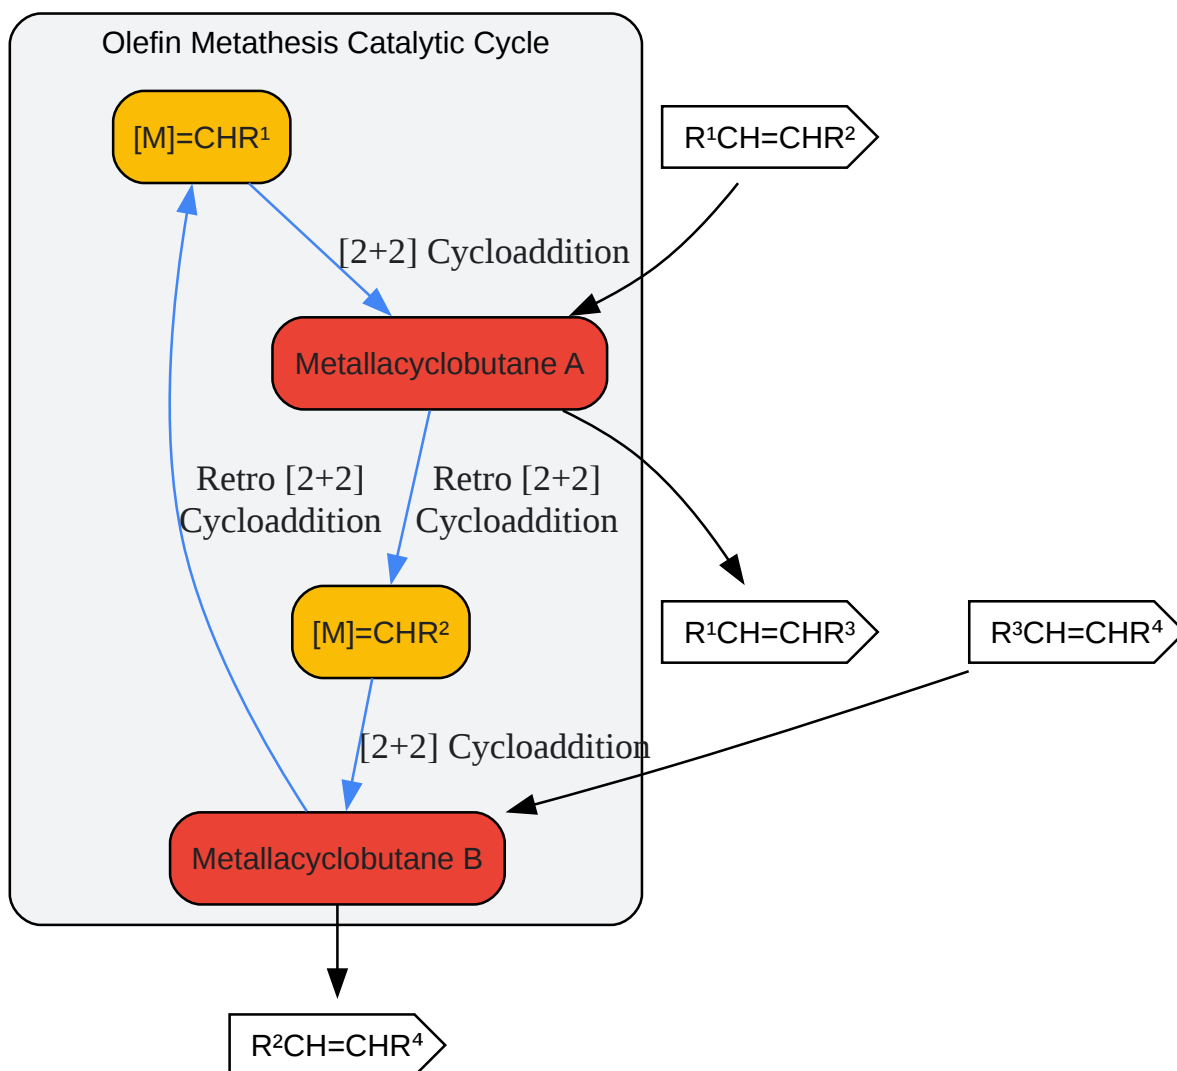 Olefin Metathesis Catalytic Cycle
[M]=CHR¹
R¹CH=CHR²
[2+2] Cycloaddition
Metallacyclobutane A
Retro [2+2]
Cycloaddition
Retro [2+2]
Cycloaddition
[M]=CHR²
R¹CH=CHR³
R³CH=CHR⁴
[2+2] Cycloaddition
Metallacyclobutane B
R²CH=CHR⁴